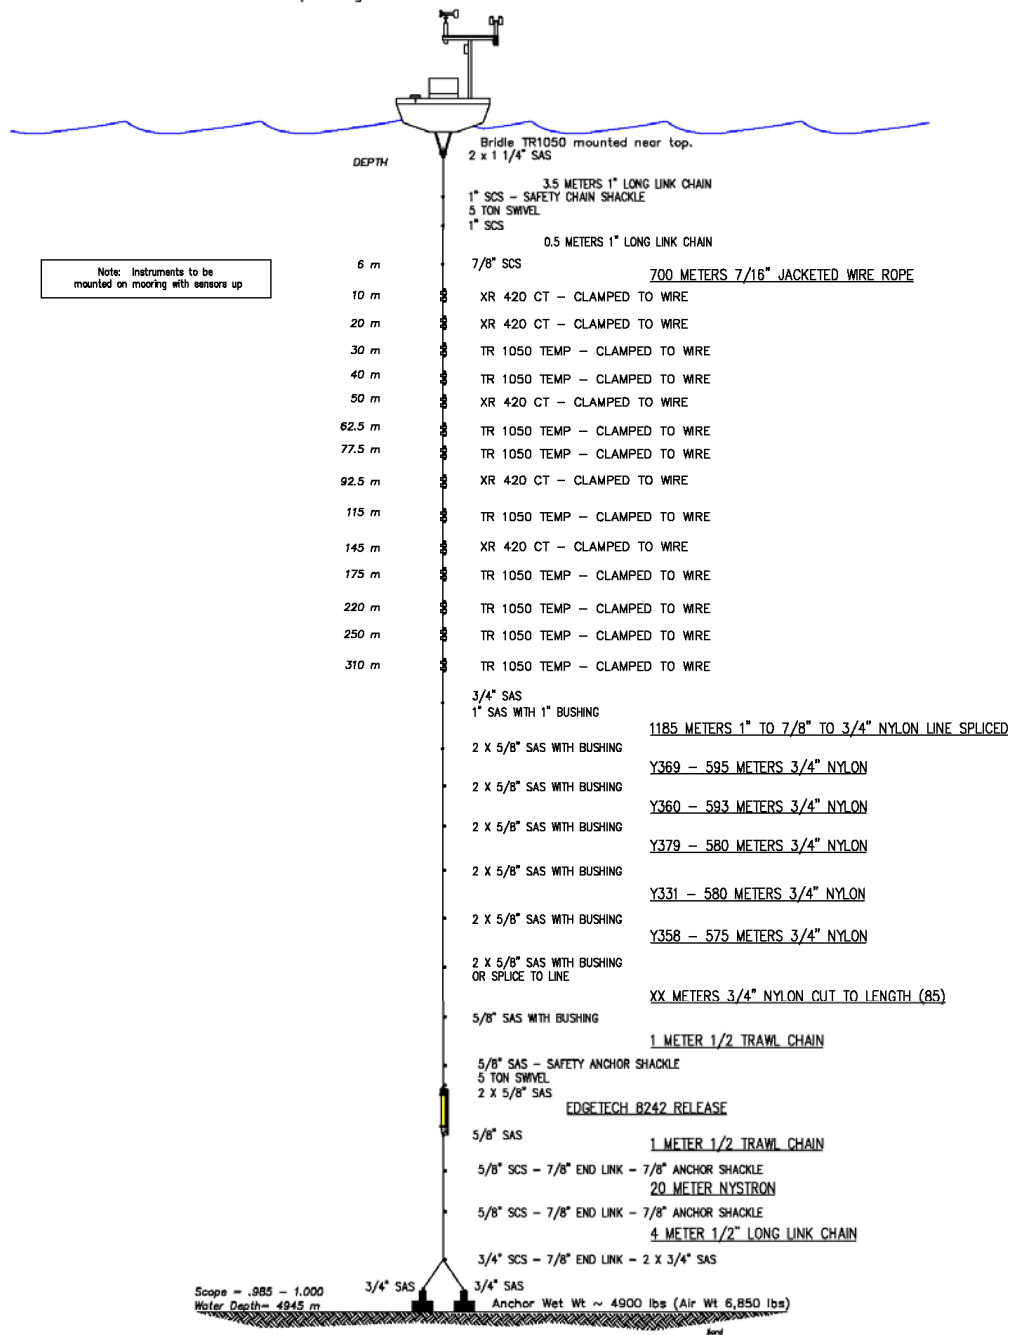 Bridle TR1050 mounted near top.
2 x 1 1/4" SAS
DEPTH
3.5 METERS 1" LONG LINK CHAIN
1" SCS – SAFETY CHAIN SHACKLE
5 TON SWIVEL
1" SCS
0.5 METERS 1" LONG LINK CHAIN
6 m 7/8" SCS
Note: Instruments to be
mounted on mooring with sensors up
700 METERS 7/16" JACKETED WIRE ROPE
10 m XR 420 CT – CLAMPED TO WIRE
20 m XR 420 CT – CLAMPED TO WIRE
30 m TR 1050 TEMP – CLAMPED TO WIRE
40 m TR 1050 TEMP – CLAMPED TO WIRE
50 m XR 420 CT – CLAMPED TO WIRE
62.5 m TR 1050 TEMP – CLAMPED TO WIRE
77.5 m TR 1050 TEMP – CLAMPED TO WIRE
92.5 m XR 420 CT – CLAMPED TO WIRE
115 m TR 1050 TEMP – CLAMPED TO WIRE
145 m XR 420 CT – CLAMPED TO WIRE
175 m TR 1050 TEMP – CLAMPED TO WIRE
220 m TR 1050 TEMP – CLAMPED TO WIRE
250 m TR 1050 TEMP – CLAMPED TO WIRE
310 m TR 1050 TEMP – CLAMPED TO WIRE
3/4" SAS
1" SAS WITH 1" BUSHING
1185 METERS 1" TO 7/8" TO 3/4" NYLON LINE SPLICED
2 X 5/8" SAS WITH BUSHING
Y369 – 595 METERS 3/4" NYLON
2 X 5/8" SAS WITH BUSHING
Y360 – 593 METERS 3/4" NYLON
2 X 5/8" SAS WITH BUSHING
Y379 – 580 METERS 3/4" NYLON
2 X 5/8" SAS WITH BUSHING
Y331 – 580 METERS 3/4" NYLON
2 X 5/8" SAS WITH BUSHING
Y358 – 575 METERS 3/4" NYLON
2 X 5/8" SAS WITH BUSHING
OR SPLICE TO LINE
XX METERS 3/4" NYLON CUT TO LENGTH (85)
5/8" SAS WITH BUSHING
1 METER 1/2 TRAWL CHAIN
5/8" SAS – SAFETY ANCHOR SHACKLE
5 TON SWIVEL
2 X 5/8" SAS
EDGETECH 8242 RELEASE
5/8" SAS
1 METER 1/2 TRAWL CHAIN
5/8" SCS – 7/8" END LINK – 7/8" ANCHOR SHACKLE
20 METER NYSTRON
5/8" SCS – 7/8" END LINK – 7/8" ANCHOR SHACKLE
4 METER 1/2" LONG LINK CHAIN
3/4" SCS – 7/8" END LINK – 2 X 3/4" SAS
3/4" SAS 3/4" SAS
Scope = .985 – 1.000
Water Depth= 4945 m
Anchor Wet Wt ~ 4900 lbs (Air Wt 6,850 lbs)